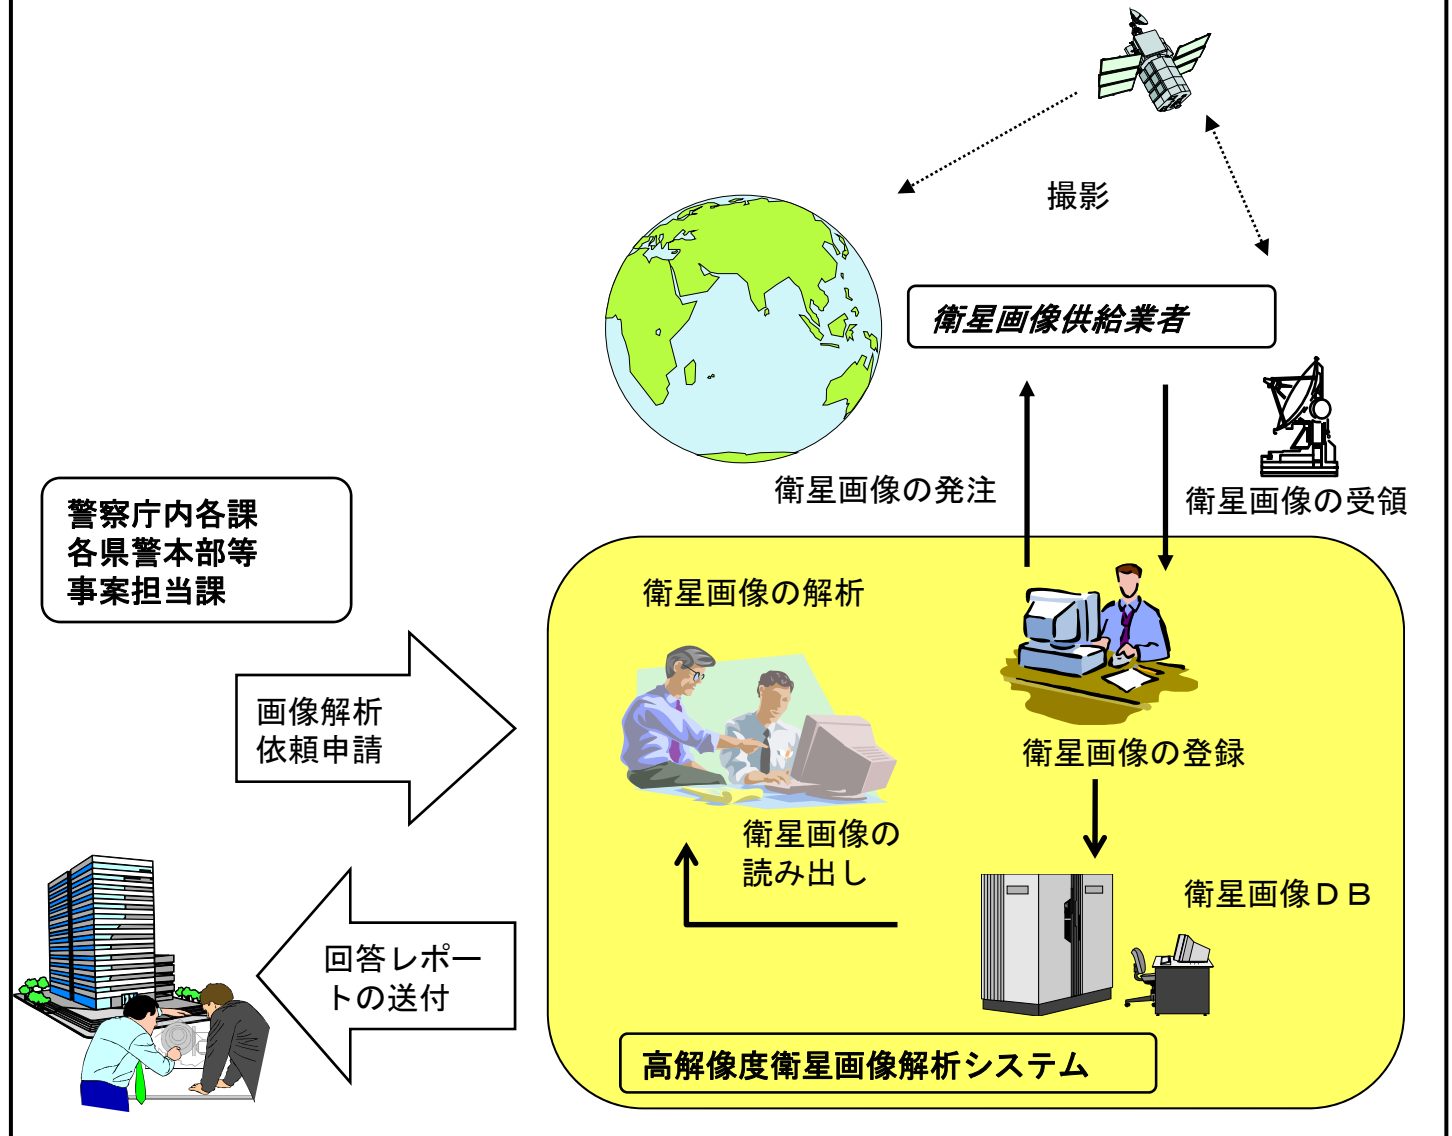 撮影
衛星画像供給業者
衛星画像の発注
衛星画像の受領
警察庁内各課
各県警本部等
事案担当課
衛星画像の解析
画像解析
依頼申請
衛星画像の登録
衛星画像の
読み出し
衛星画像ＤＢ
回答レポー
トの送付
高解像度衛星画像解析システム